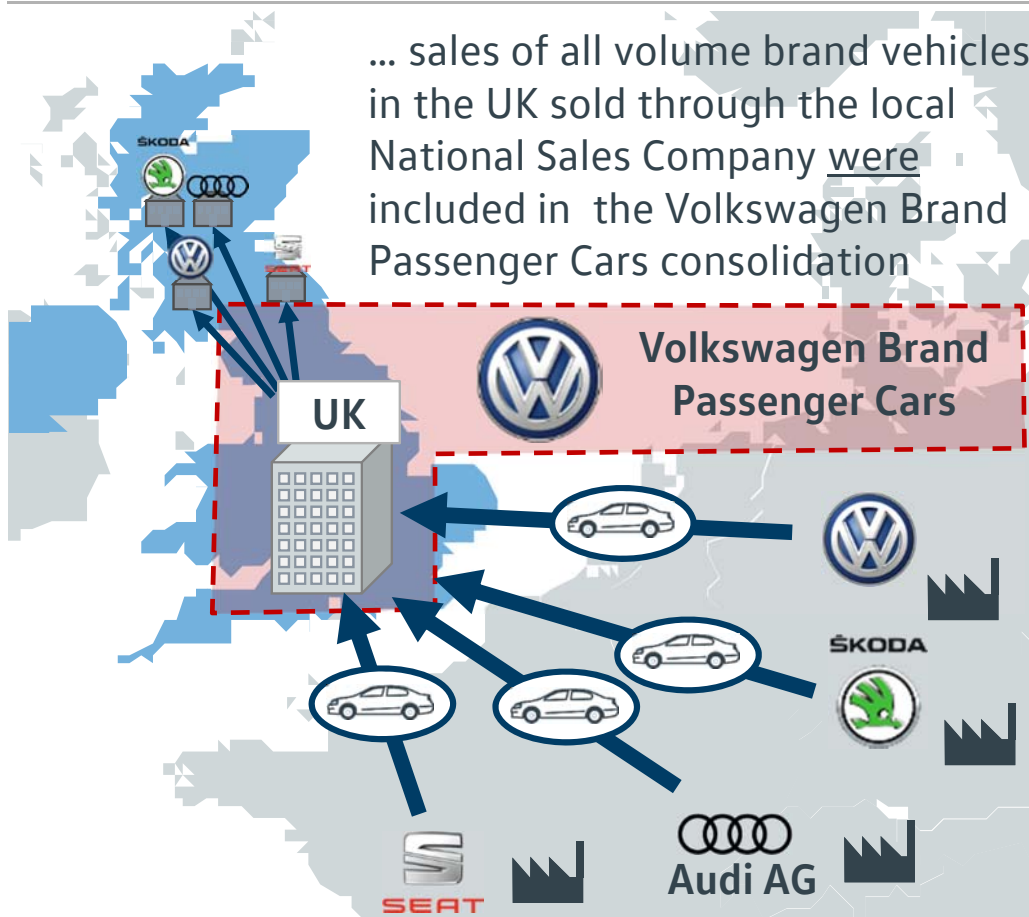 ... sales of all volume brand vehicles
in the UK sold through the local
National Sales Company were
included in the Volkswagen Brand
Passenger Cars consolidation
ŠKODA
SEAT
Volkswagen Brand
Passenger Cars
UK
ŠKODA
Audi AG
SEAT